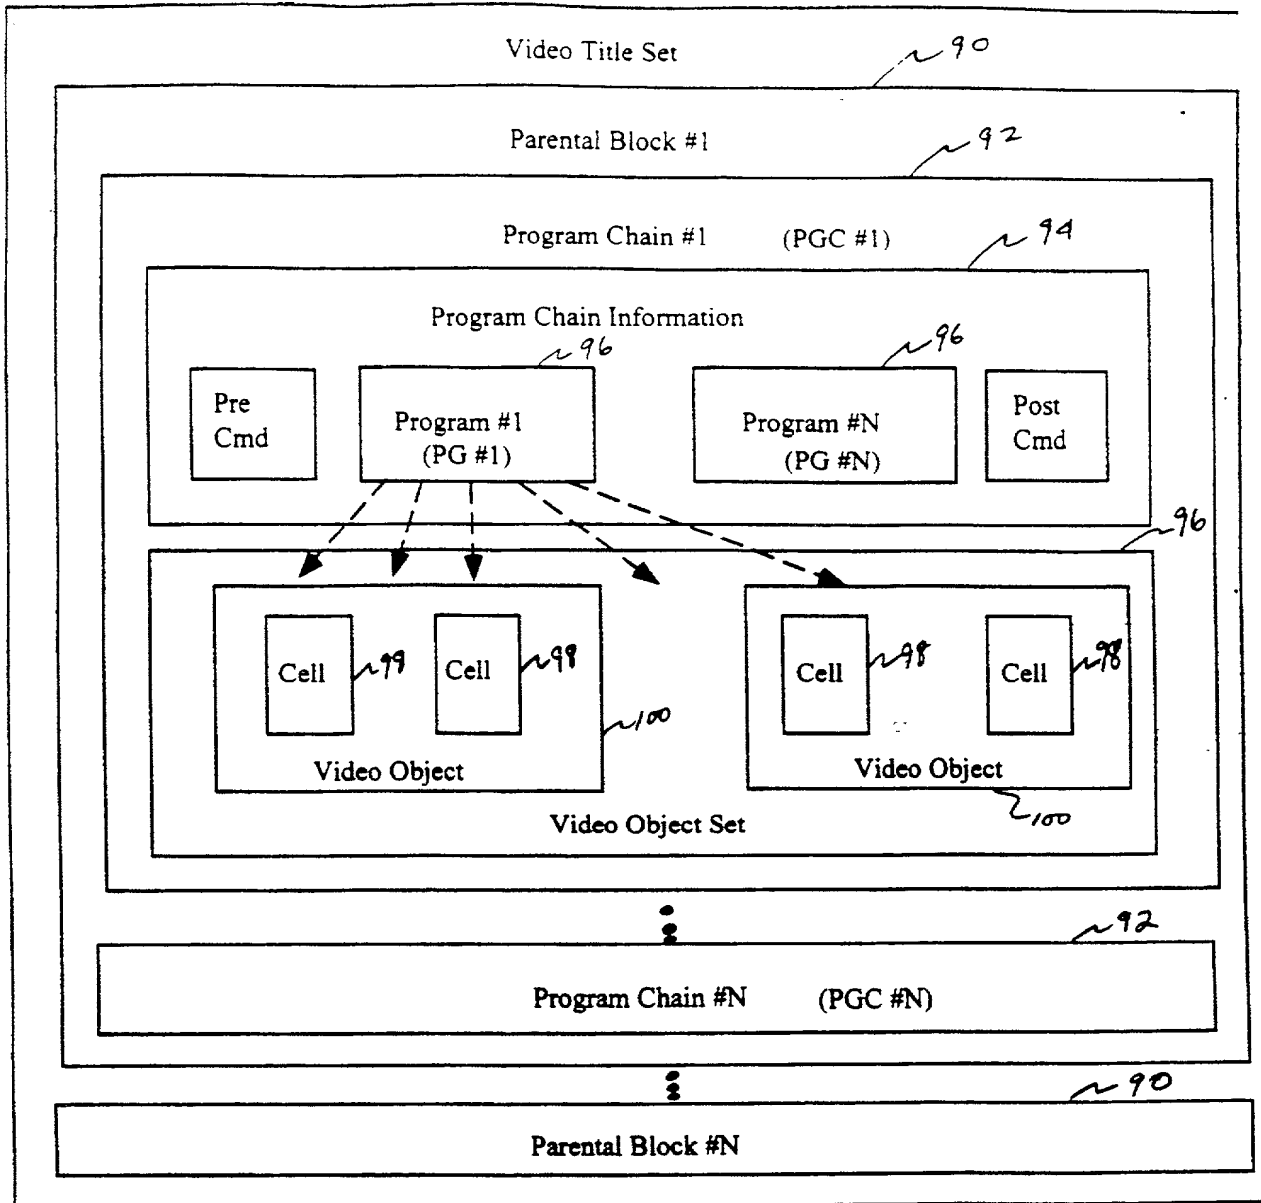 Video Title Set
90
Parental Block #1
92
Program Chain #1 (PGC #1)
94
Program Chain Information
96
96
Pre
Cmd
Program #1
(PG #1)
Program #N
(PG #N)
Post
Cmd
96
Cell
98
Cell
98
Cell
98
Cell
98
100
Video Object
Video Object
100
Video Object Set
92
Program Chain #N (PGC #N)
90
Parental Block #N